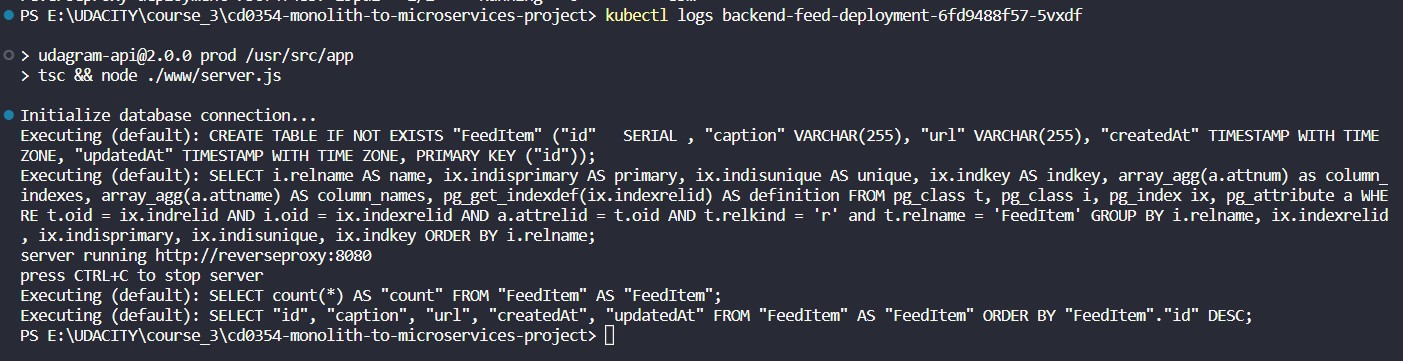 PS E:\UDACITY\course_3\cd0354-monolith-to-microservices-project> kubectl logs backend-feed-deployment-6fd9488f57-5vxdf
> udagram-api@2.0.0 prod /usr/src/app
> tsc && node ./www/server.js
Initialize database connection...
Executing (default): CREATE TABLE IF NOT EXISTS "FeedItem" ("id"   SERIAL , "caption" VARCHAR(255), "url" VARCHAR(255), "createdAt" TIMESTAMP WITH TIME
ZONE, "updatedAt" TIMESTAMP WITH TIME ZONE, PRIMARY KEY ("id"));
Executing (default): SELECT i.relname AS name, ix.indisprimary AS primary, ix.indisunique AS unique, ix.indkey AS indkey, array_agg(a.attnum) as column_
indexes, array_agg(a.attname) AS column_names, pg_get_indexdef(ix.indexrelid) AS definition FROM pg_class t, pg_class i, pg_index ix, pg_attribute a WHE
RE t.oid = ix.indrelid AND i.oid = ix.indexrelid AND a.attrelid = t.oid AND t.relkind = 'r' and t.relname = 'FeedItem' GROUP BY i.relname, ix.indexrelid
, ix.indisprimary, ix.indisunique, ix.indkey ORDER BY i.relname;
server running http://reverseproxy:8080
press CTRL+C to stop server
Executing (default): SELECT count(*) AS "count" FROM "FeedItem" AS "FeedItem";
Executing (default): SELECT "id", "caption", "url", "createdAt", "updatedAt" FROM "FeedItem" AS "FeedItem" ORDER BY "FeedItem"."id" DESC;
PS E:\UDACITY\course_3\cd0354-monolith-to-microservices-project>